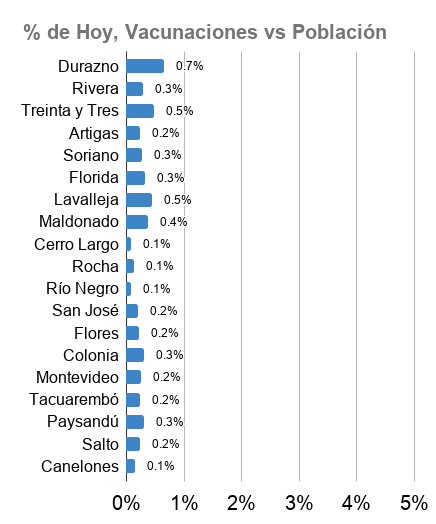 % de Hoy, Vacunaciones vs Población
Durazno 0.7%
Rivera 0.3%
Treinta y Tres 0.5%
Artigas 0.2%
Soriano 0.3%
Florida 0.3%
Lavalleja 0.5%
Maldonado 0.4%
Cerro Largo 0.1%
Rocha 0.1%
Río Negro 0.1%
San José 0.2%
Flores 0.2%
Colonia 0.3%
Montevideo 0.2%
Tacuarembó 0.2%
Paysandú 0.3%
Salto 0.2%
Canelones 0.1%
0% 1% 2% 3% 4% 5%